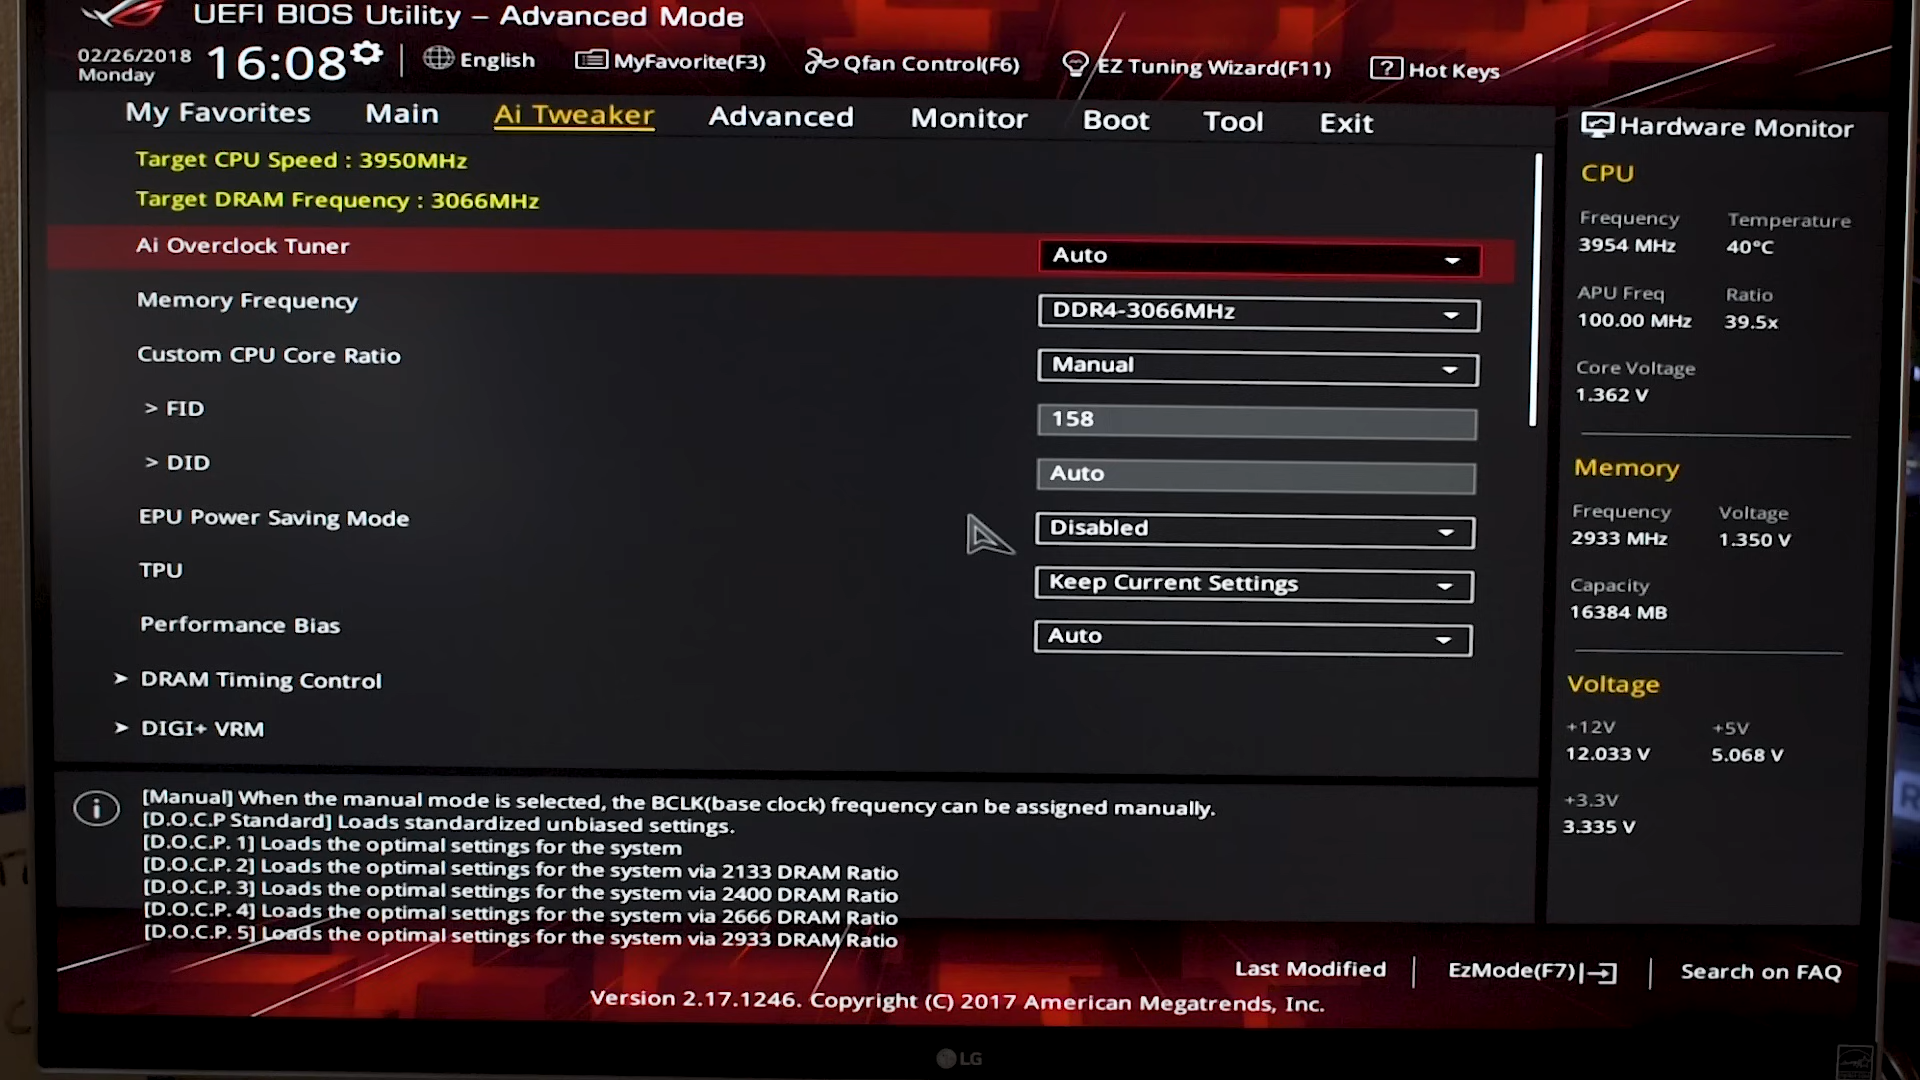 UEFI BIOS Utility – Advanced Mode
02/26/2018
Monday
16:08
English
MyFavorite(F3)
Qfan Control(F6)
EZ Tuning Wizard(F11)
? Hot Keys
My Favorites
Main
Ai Tweaker
Advanced
Monitor
Boot
Tool
Exit
Target CPU Speed : 3950MHz
Target DRAM Frequency : 3066MHz
Ai Overclock Tuner
Auto
Memory Frequency
DDR4-3066MHz
Custom CPU Core Ratio
Manual
> FID
158
> DID
Auto
EPU Power Saving Mode
Disabled
TPU
Keep Current Settings
Performance Bias
Auto
DRAM Timing Control
DIGI+ VRM
[Manual] When the manual mode is selected, the BCLK(base clock) frequency can be assigned manually.
[D.O.C.P Standard] Loads standardized unbiased settings.
[D.O.C.P. 1] Loads the optimal settings for the system
[D.O.C.P. 2] Loads the optimal settings for the system via 2133 DRAM Ratio
[D.O.C.P. 3] Loads the optimal settings for the system via 2400 DRAM Ratio
[D.O.C.P. 4] Loads the optimal settings for the system via 2666 DRAM Ratio
[D.O.C.P. 5] Loads the optimal settings for the system via 2933 DRAM Ratio
Hardware Monitor
CPU
Frequency Temperature
3954 MHz 40°C
APU Freq Ratio
100.00 MHz 39.5x
Core Voltage
1.362 V
Memory
Frequency Voltage
2933 MHz 1.350 V
Capacity
16384 MB
Voltage
+12V +5V
12.033 V 5.068 V
+3.3V
3.335 V
Last Modified
EzMode(F7)
Search on FAQ
Version 2.17.1246. Copyright (C) 2017 American Megatrends, Inc.
LG